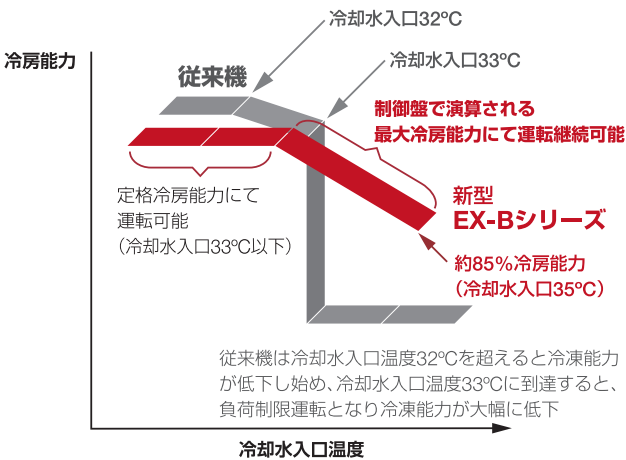 冷却水入口32℃
冷房能力
従来機
冷却水入口33℃
制御盤で演算される
最大冷房能力にて運転継続可能
定格冷房能力にて
運転可能
（冷却水入口33℃以下）
新型
EX-Bシリーズ
約85%冷房能力
（冷却水入口35℃）
従来機は冷却水入口温度32℃を超えると冷凍能力
が低下し始め、冷却水入口温度33℃に到達すると、
負荷制限運転となり冷凍能力が大幅に低下
冷却水入口温度